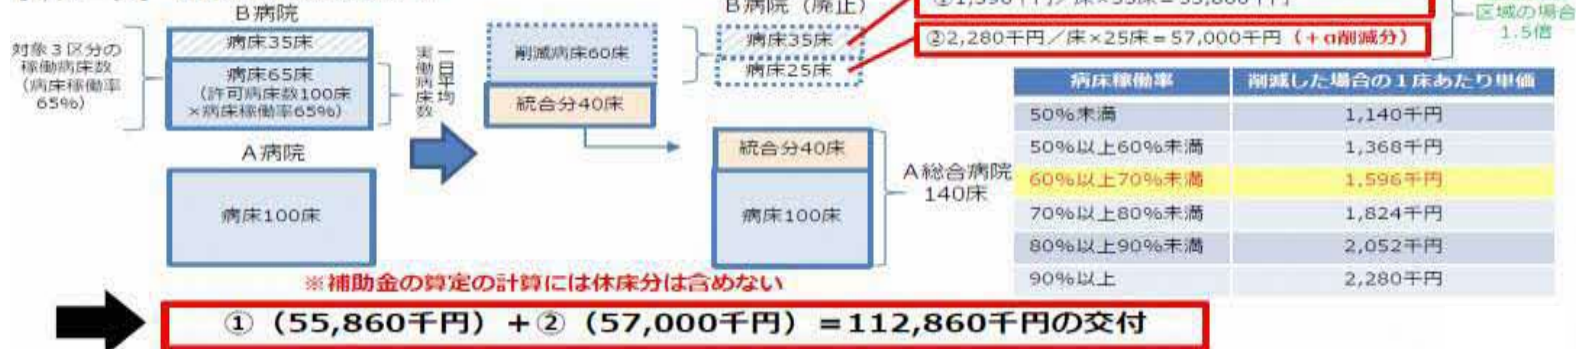 B病院
病床35床
対象3区分の
稼働病床数
(病床稼働率
65%)
病床65床
(許可病床数100床
×病床稼働率65%)
一日平均
実働病床数
A病院
病床100床
削減病床60床
統合分40床
B病院(廃止)
病床35床
病床25床
統合分40床
病床100床
A総合病院
140床
②2,280千円/床×25床=57,000千円(+α削減分)
区域の場合
1.5倍
病床稼働率 削減した場合の1床あたり単価
50%未満 1,140千円
50%以上60%未満 1,368千円
60%以上70%未満 1,596千円
70%以上80%未満 1,824千円
80%以上90%未満 2,052千円
90%以上 2,280千円
※補助金の算定の計算には休床分は含めない
①(55,860千円)+②(57,000千円)=112,860千円の交付